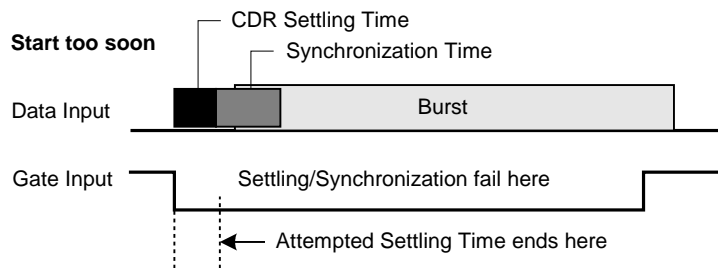 CDR Settling Time
Start too soon
Synchronization Time
Data Input
Burst
Gate Input
Settling/Synchronization fail here
Attempted Settling Time ends here